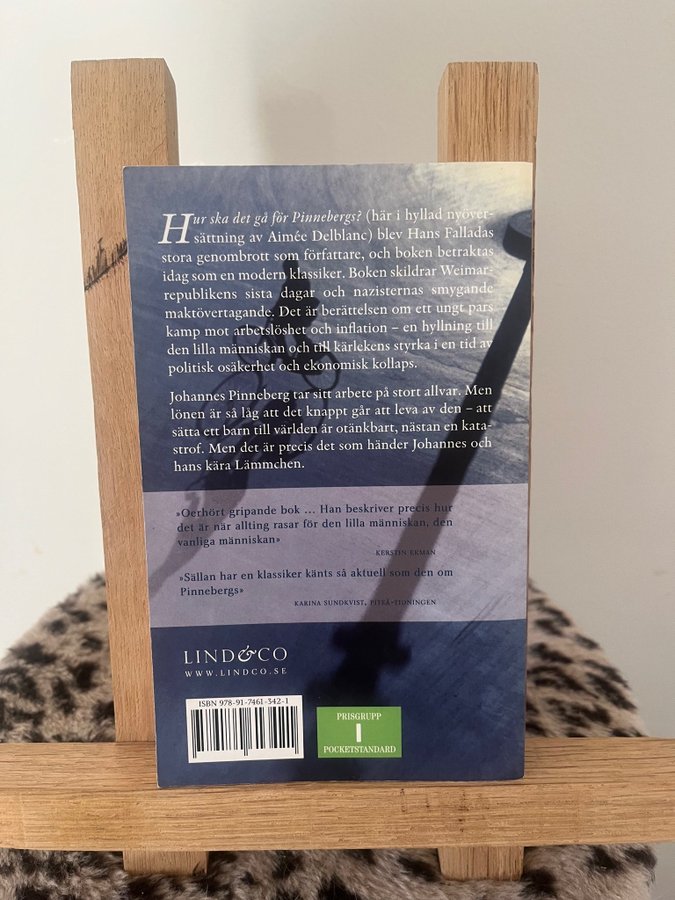 Hur ska det gå för Pinnebergs? (här i hyllad nyöver-
sättning av Aimée Delblanc) blev Hans Falladas
stora genombrott som författare, och boken betraktas
idag som en modern klassiker. Boken skildrar Weimar-
republikens sista dagar och nazisternas smygande
maktövertagande. Det är berättelsen om ett ungt pars
kamp mot arbetslöshet och inflation – en hyllning till
den lilla människan och till kärlekens styrka i en tid av
politisk osäkerhet och ekonomisk kollaps.
Johannes Pinneberg tar sitt arbete på stort allvar. Men
lönen är så låg att det knappt går att leva av den – att
sätta ett barn till världen är otänkbart, nästan en kata-
strof. Men det är precis det som händer Johannes och
hans kära Lämmchen.
»Oerhört gripande bok ... Han beskriver precis hur
det är när allting rasar för den lilla människan, den
vanliga människan»
KERSTIN EKMAN
»Sällan har en klassiker känts så aktuell som den om
Pinnebergs»
KARINA SUNDKVIST, PITEÅ-TIDNINGEN
LIND&CO
WWW.LINDCO.SE
ISBN 978-91-7461-342-1
PRISGRUPP
I
POCKETSTANDARD